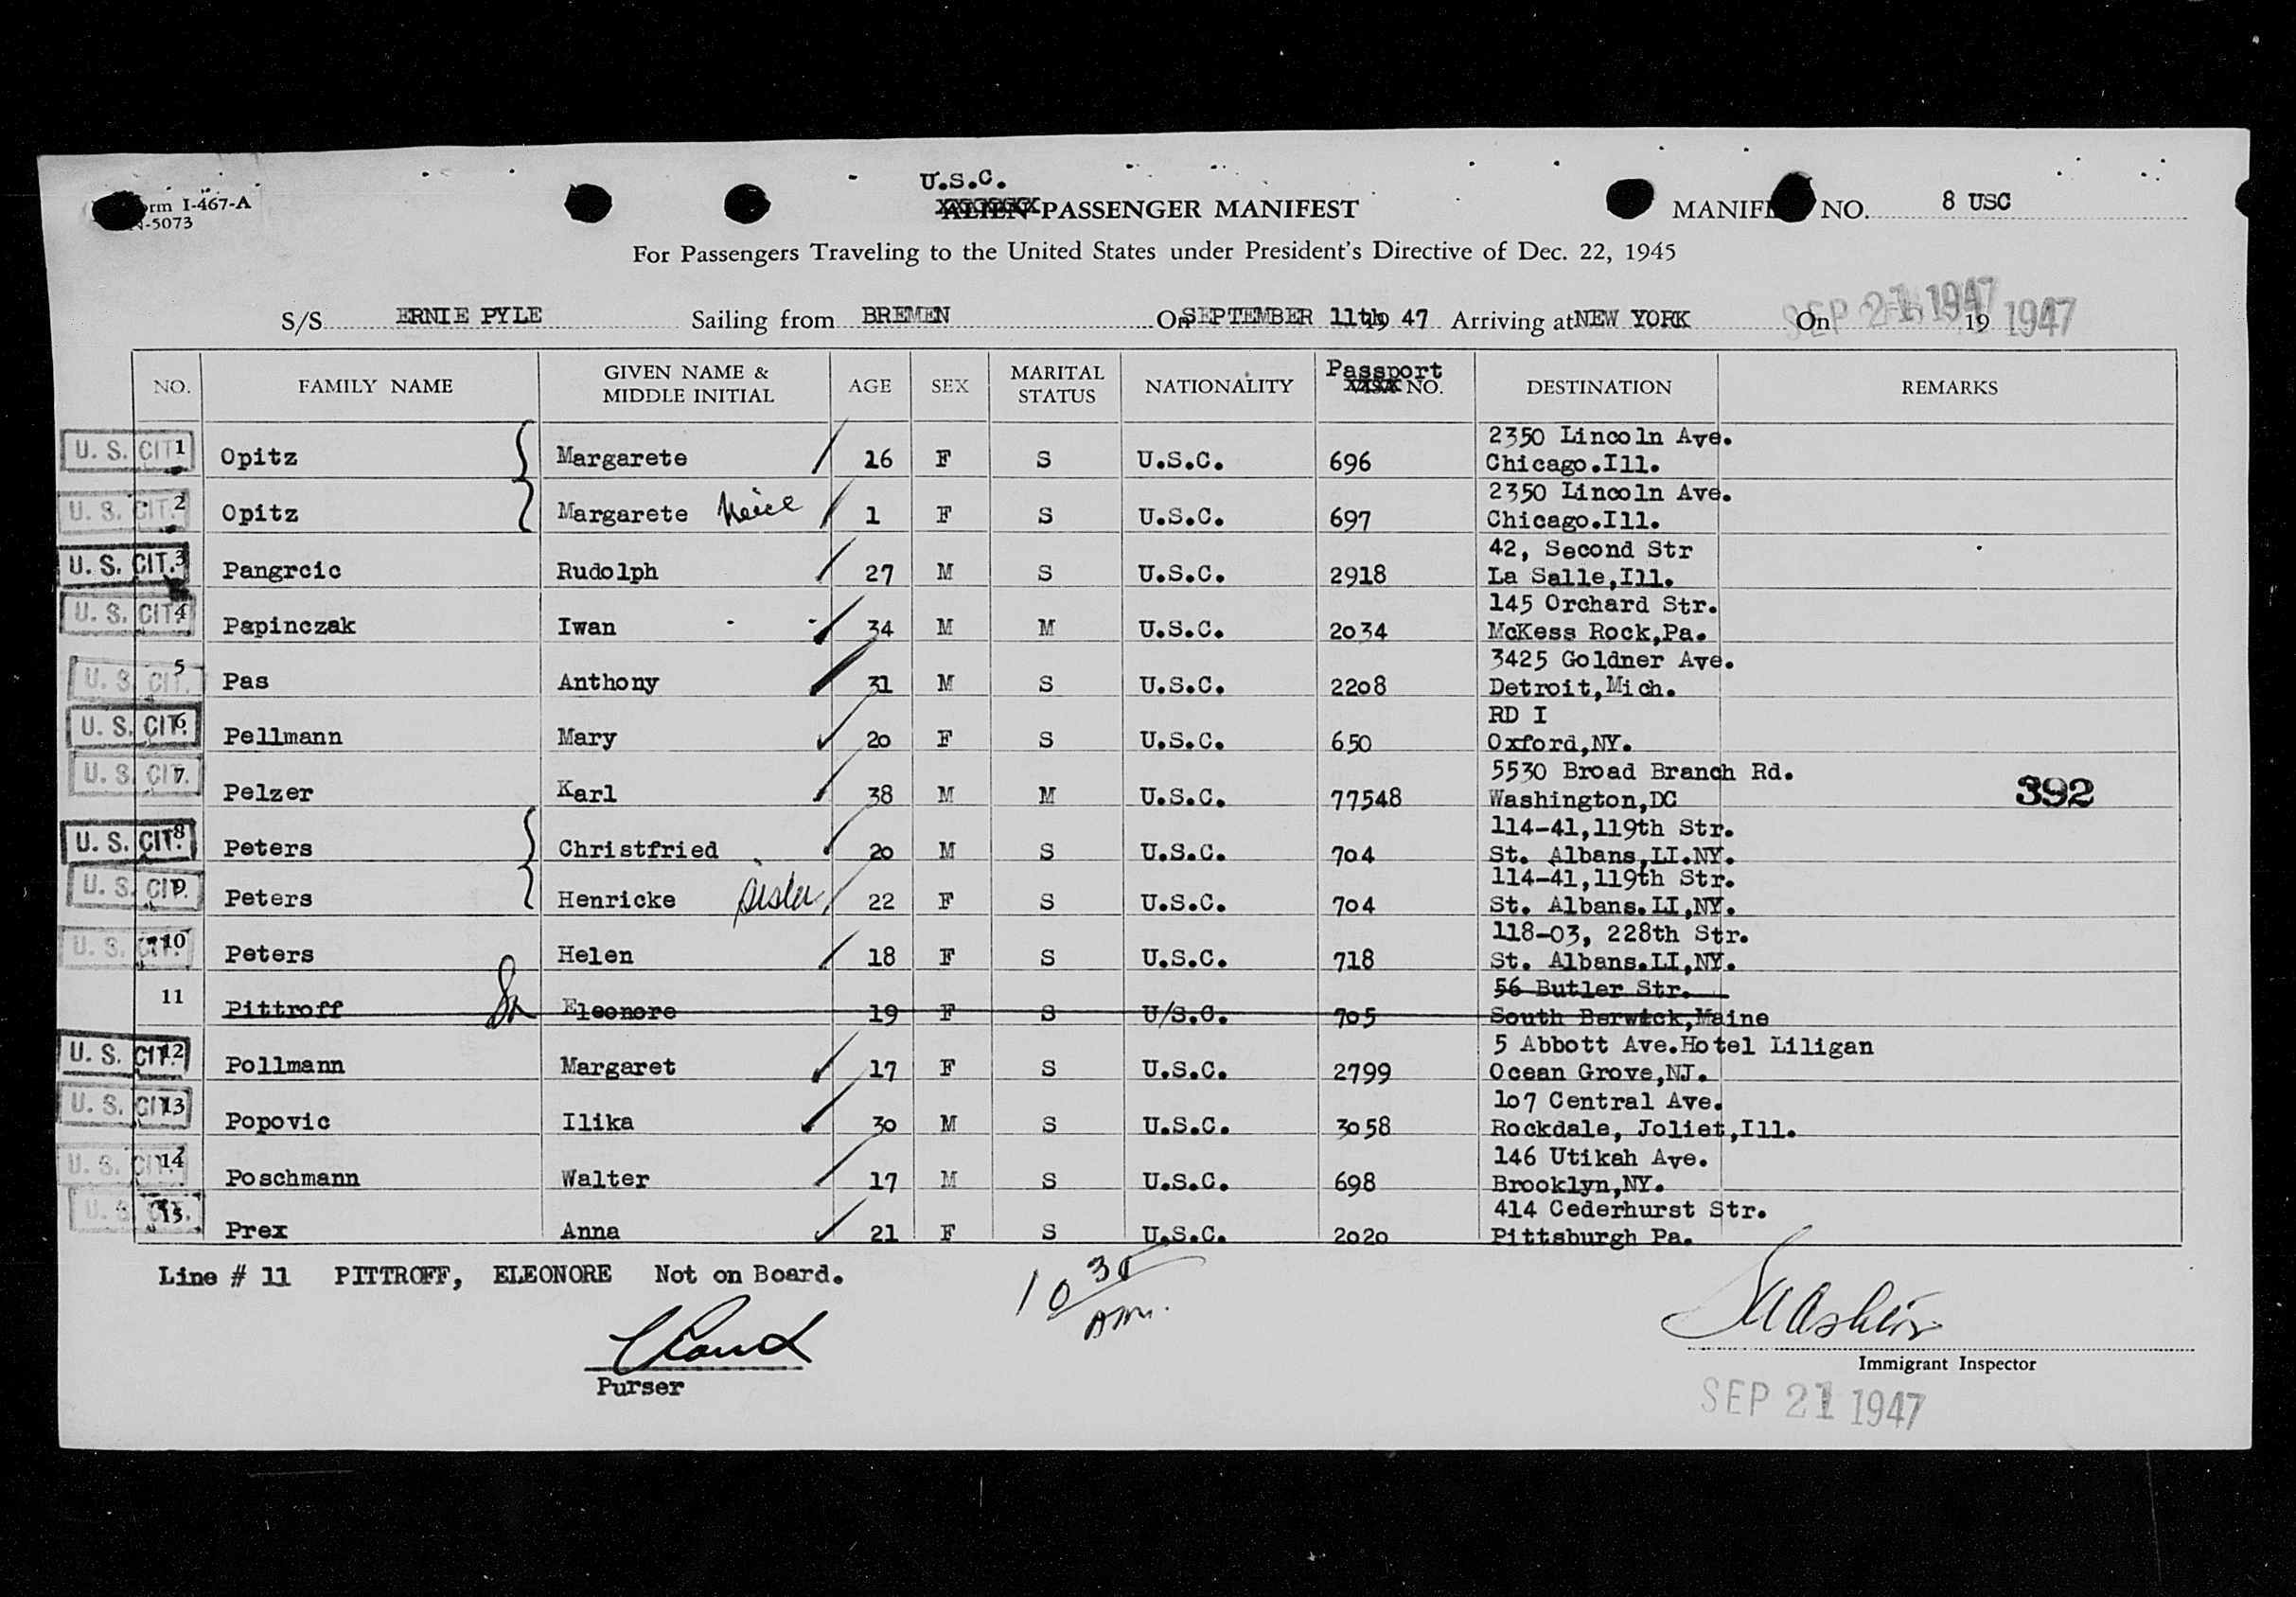 U.S.C.
Form I-467-A ALIEN PASSENGER MANIFEST MANIFEST NO. 8 USC
N-5073
For Passengers Traveling to the United States under President's Directive of Dec. 22, 1945
S/S ERNIE PYLE Sailing from BREMEN On SEPTEMBER 11th 19 47 Arriving at NEW YORK On SEP 21 1947 19 1947
NO. FAMILY NAME GIVEN NAME & MIDDLE INITIAL AGE SEX MARITAL STATUS NATIONALITY Passport VISA NO. DESTINATION REMARKS
U. S. CIT. 1 Opitz Margarete 16 F S U.S.C. 696 2350 Lincoln Ave. Chicago.Ill.
U. S. CIT. 2 Opitz Margarete Neice 1 F S U.S.C. 697 2350 Lincoln Ave. Chicago.Ill.
U. S. CIT. 3 Pangrcic Rudolph 27 M S U.S.C. 2918 42, Second Str La Salle,Ill.
U. S. CIT. 4 Papinczak Iwan 34 M M U.S.C. 2034 145 Orchard Str. McKess Rock,Pa.
U. S. CIT. 5 Pas Anthony 31 M S U.S.C. 2208 3425 Goldner Ave. Detroit,Mich.
U. S. CIT. 6 Pellmann Mary 20 F S U.S.C. 650 RD I Oxford,NY.
U. S. CIT. 7 Pelzer Karl 38 M M U.S.C. 77548 5530 Broad Branch Rd. Washington,DC 392
U. S. CIT. 8 Peters Christfried 20 M S U.S.C. 704 114-41,119th Str. St. Albans,LI.NY.
U. S. CIT. 9 Peters Henricke sister 22 F S U.S.C. 704 114-41,119th Str. St. Albans.LI,NY.
U. S. CIT. 10 Peters Helen 18 F S U.S.C. 718 118-03, 228th Str. St. Albans.LI,NY.
11 Pittroff Eleonore 19 F S U/S.C. 705 56 Butler Str. South Berwick,Maine
U. S. CIT. 12 Pollmann Margaret 17 F S U.S.C. 2799 5 Abbott Ave.Hotel Liligan Ocean Grove,NJ.
U. S. CIT. 13 Popovic Ilika 30 M S U.S.C. 3058 107 Central Ave. Rockdale, Joliet,Ill.
U. S. CIT. 14 Poschmann Walter 17 M S U.S.C. 698 146 Utikah Ave. Brooklyn,NY.
U. S. CIT. 15 Prex Anna 21 F S U.S.C. 2020 414 Cederhurst Str. Pittsburgh Pa.
Line # 11 PITTROFF, ELEONORE Not on Board.
10 30 AM.
Purser
Immigrant Inspector
SEP 21 1947